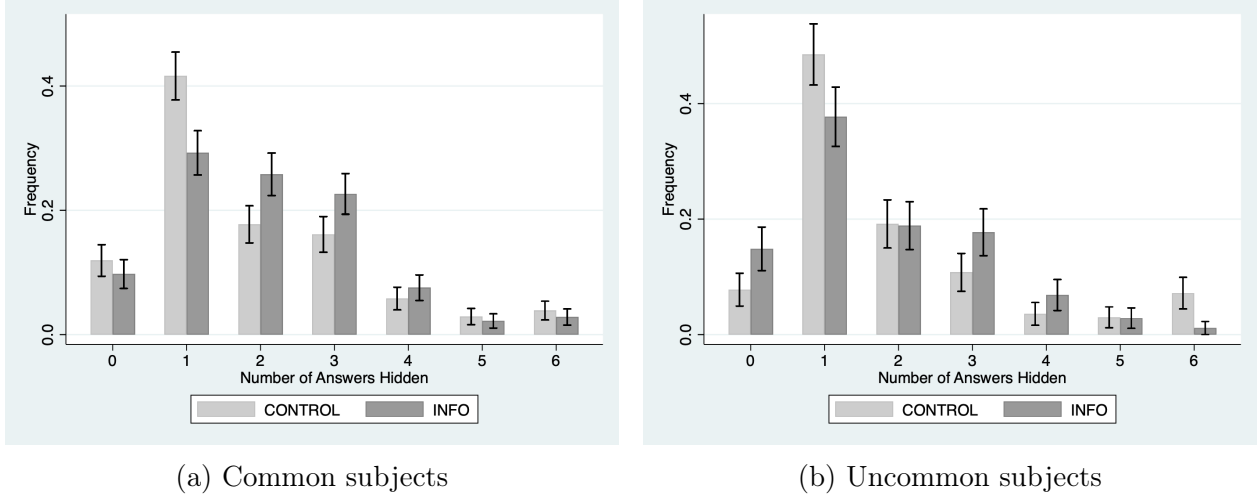 Frequency
0.4
0.2
0.0
0 1 2 3 4 5 6
Number of Answers Hidden
CONTROL INFO
(a) Common subjects
Frequency
0.4
0.2
0.0
0 1 2 3 4 5 6
Number of Answers Hidden
CONTROL INFO
(b) Uncommon subjects